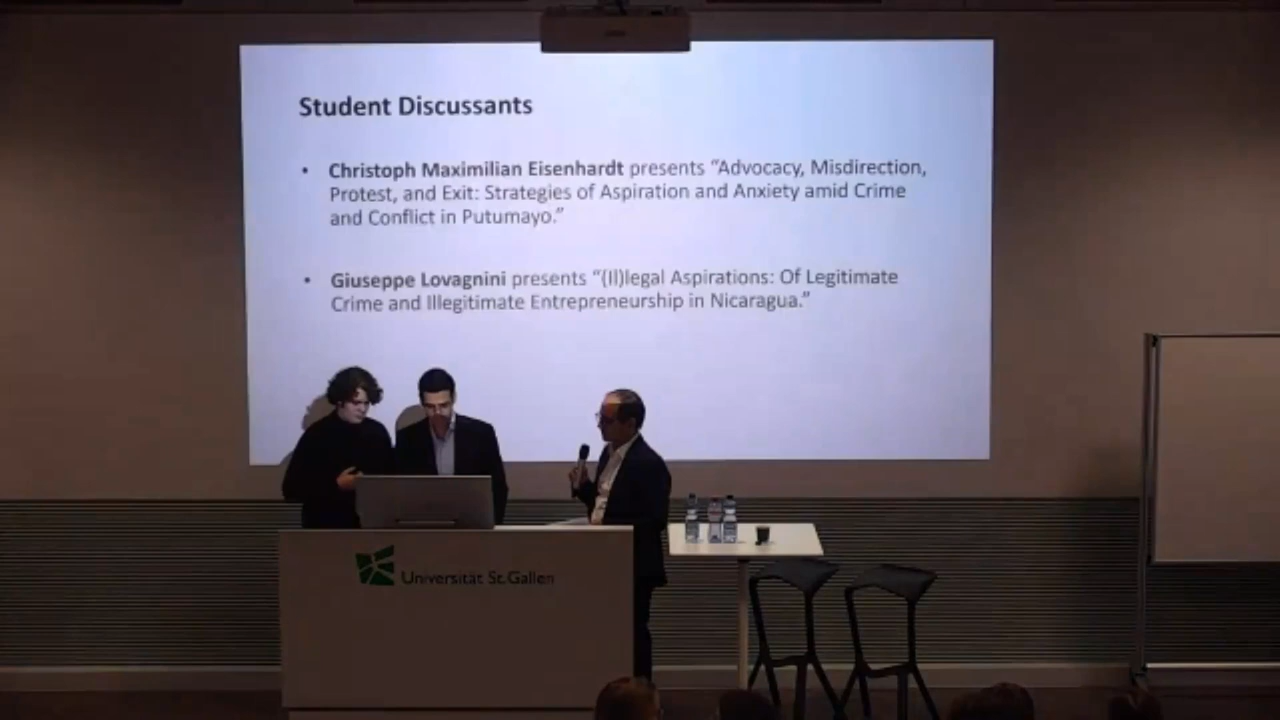 Student Discussants
• Christoph Maximilian Eisenhardt presents “Advocacy, Misdirection,
Protest, and Exit: Strategies of Aspiration and Anxiety amid Crime
and Conflict in Putumayo.”
• Giuseppe Lovagnini presents “(Il)legal Aspirations: Of Legitimate
Crime and Illegitimate Entrepreneurship in Nicaragua.”
Universität St.Gallen